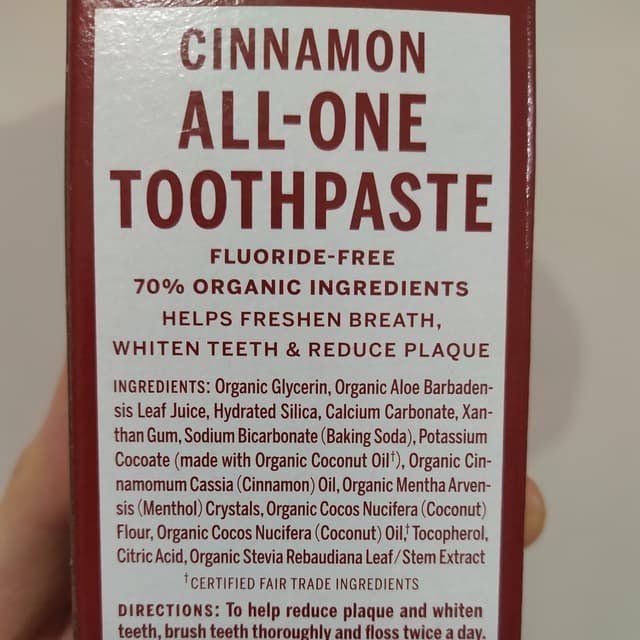 CINNAMON
ALL-ONE
TOOTHPASTE
FLUORIDE-FREE
70% ORGANIC INGREDIENTS
HELPS FRESHEN BREATH,
WHITEN TEETH & REDUCE PLAQUE
INGREDIENTS: Organic Glycerin, Organic Aloe Barbaden-
sis Leaf Juice, Hydrated Silica, Calcium Carbonate, Xan-
than Gum, Sodium Bicarbonate (Baking Soda), Potassium
Cocoate (made with Organic Coconut Oil†), Organic Cin-
namomum Cassia (Cinnamon) Oil, Organic Mentha Arven-
sis (Menthol) Crystals, Organic Cocos Nucifera (Coconut)
Flour, Organic Cocos Nucifera (Coconut) Oil,† Tocopherol,
Citric Acid, Organic Stevia Rebaudiana Leaf/Stem Extract
†CERTIFIED FAIR TRADE INGREDIENTS
DIRECTIONS: To help reduce plaque and whiten
teeth, brush teeth thoroughly and floss twice a day,